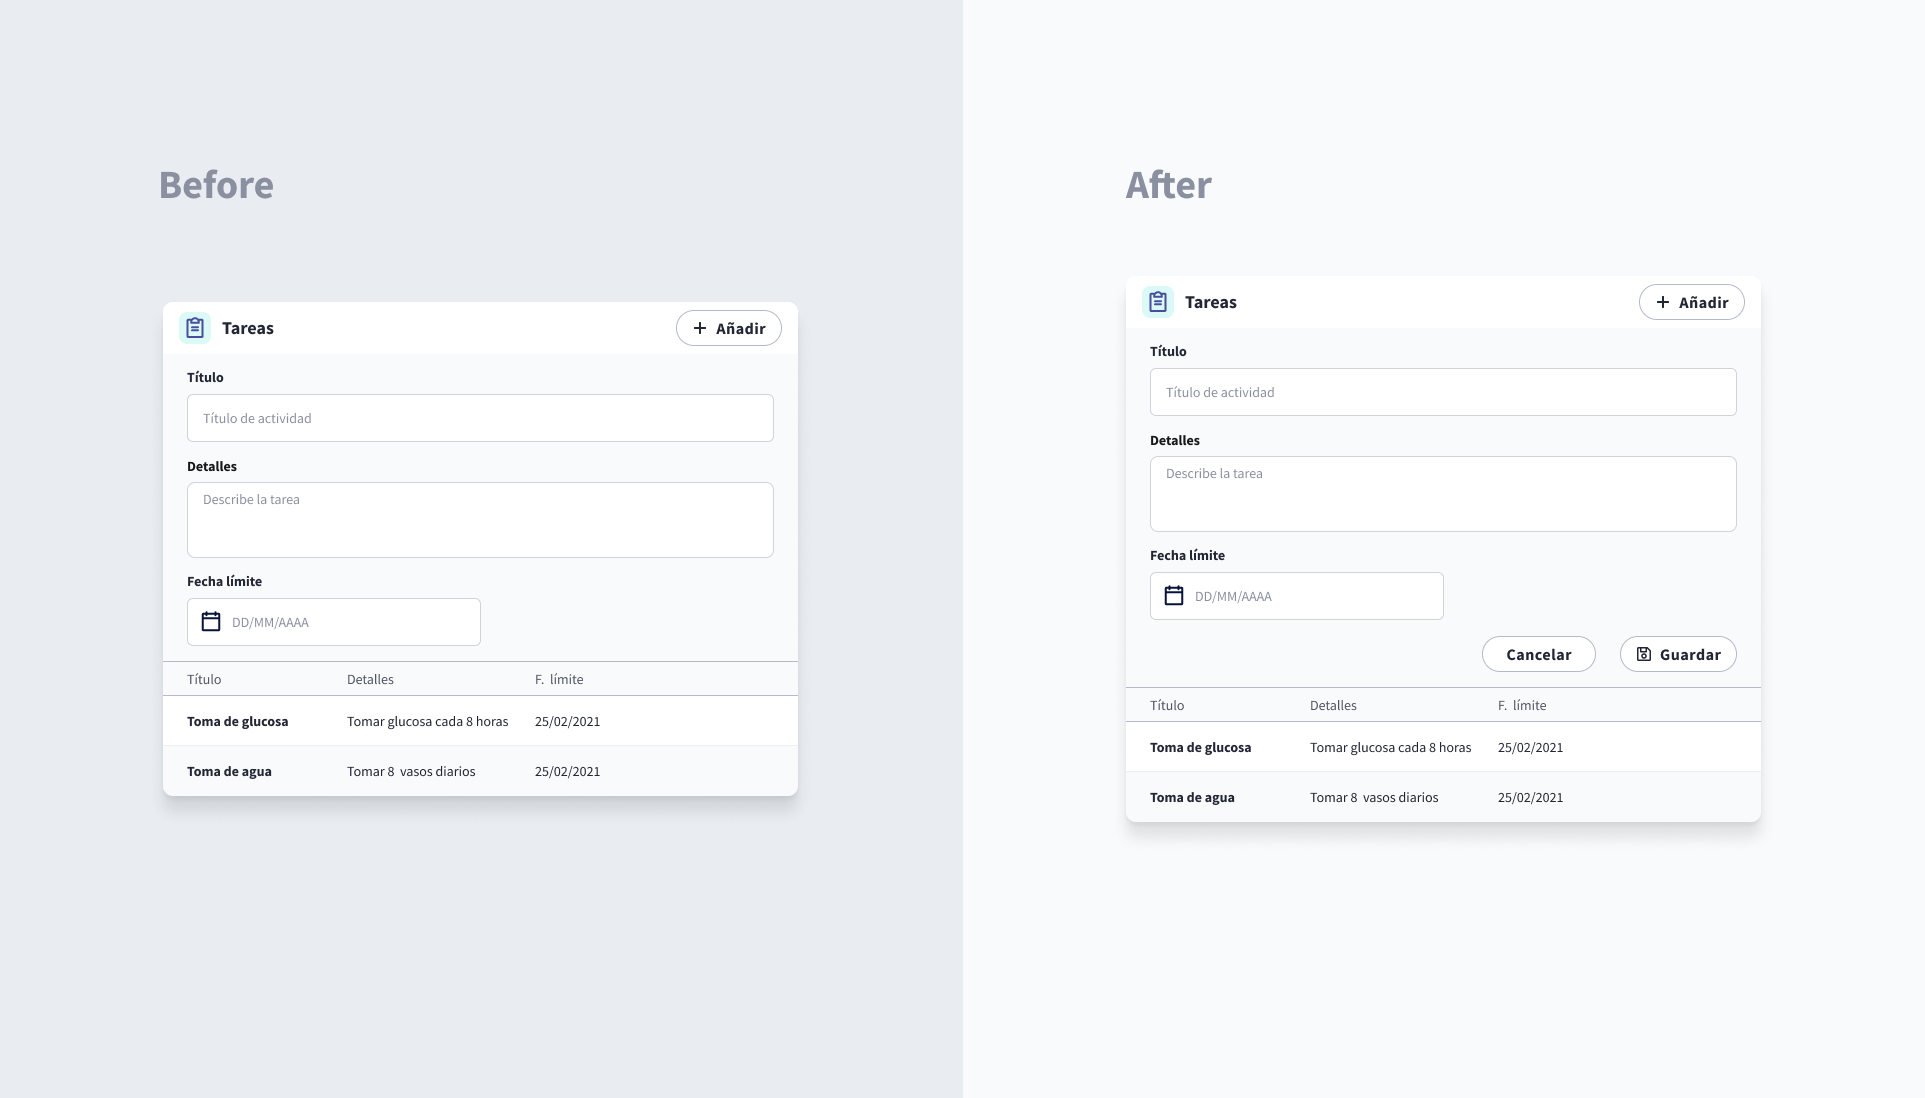 Before
Tareas
+ Añadir
Título
Título de actividad
Detalles
Describe la tarea
Fecha límite
DD/MM/AAAA
Título Detalles F. límite
Toma de glucosa Tomar glucosa cada 8 horas 25/02/2021
Toma de agua Tomar 8 vasos diarios 25/02/2021
After
Tareas
+ Añadir
Título
Título de actividad
Detalles
Describe la tarea
Fecha límite
DD/MM/AAAA
Cancelar Guardar
Título Detalles F. límite
Toma de glucosa Tomar glucosa cada 8 horas 25/02/2021
Toma de agua Tomar 8 vasos diarios 25/02/2021